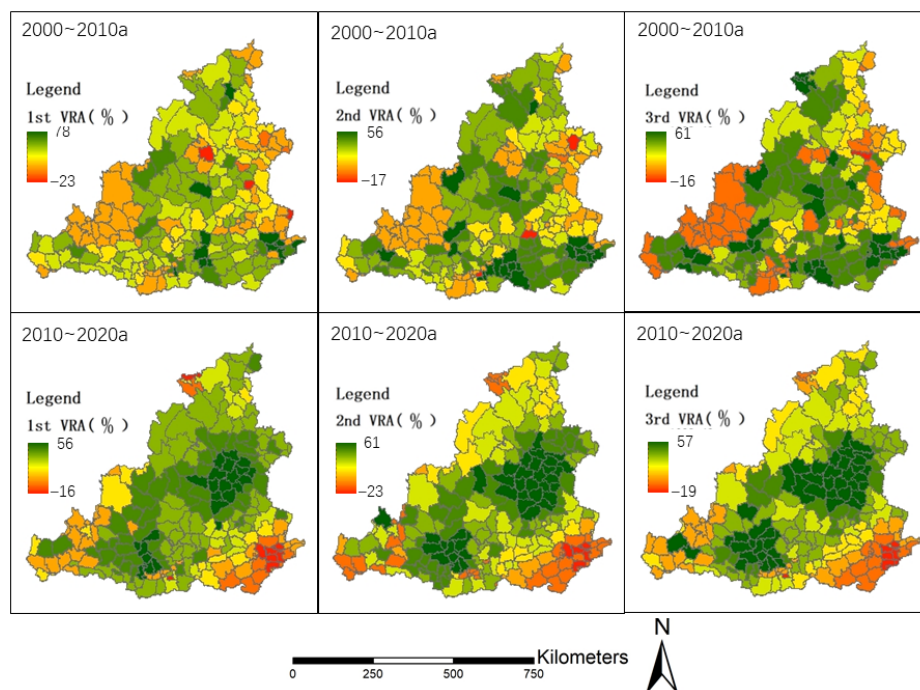 2000~2010a
Legend
1st VRA(%)
78
-23
2000~2010a
Legend
2nd VRA(%)
56
-17
2000~2010a
Legend
3rd VRA(%)
61
-16
2010~2020a
Legend
1st VRA(%)
56
-16
2010~2020a
Legend
2nd VRA(%)
61
-23
2010~2020a
Legend
3rd VRA(%)
57
-19
N
Kilometers
0 250 500 750